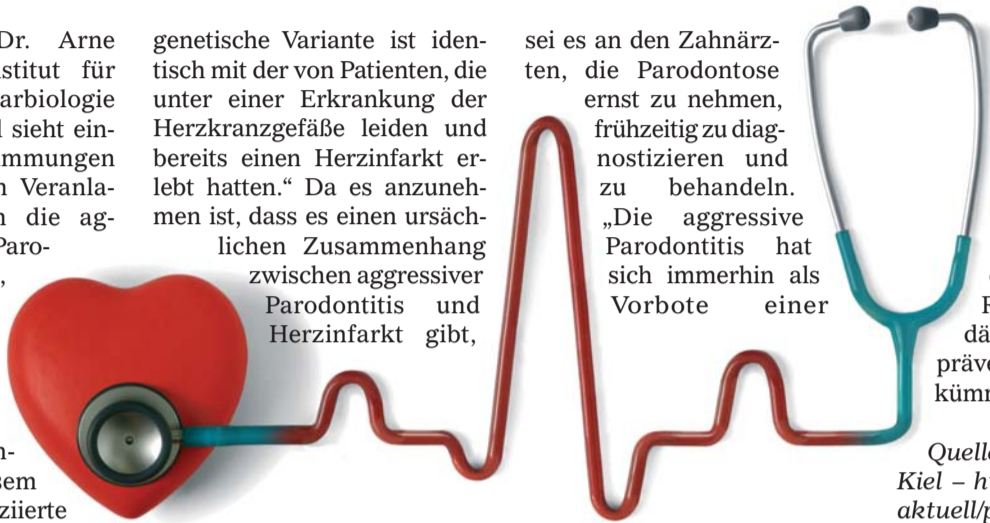 Dr. Arne
stitut für
arbiologie
sieht ein-
mmungen
Veranla-
die ag-
Paro-
,
n-
sem
ziierte
genetische Variante ist iden-
tisch mit der von Patienten, die
unter einer Erkrankung der
Herzkranzgefäße leiden und
bereits einen Herzinfarkt er-
lebt hatten.“ Da es anzuneh-
men ist, dass es einen ursäch-
lichen Zusammenhang
zwischen aggressiver
Parodontitis und
Herzinfarkt gibt,
sei es an den Zahnärz-
ten, die Parodontose
ernst zu nehmen,
frühzeitig zu diag-
nostizieren und
zu behandeln.
„Die aggressive
Parodontitis hat
sich immerhin als
Vorbote einer
dä
präve
kümm
Quelle
Kiel – h
aktuell/p